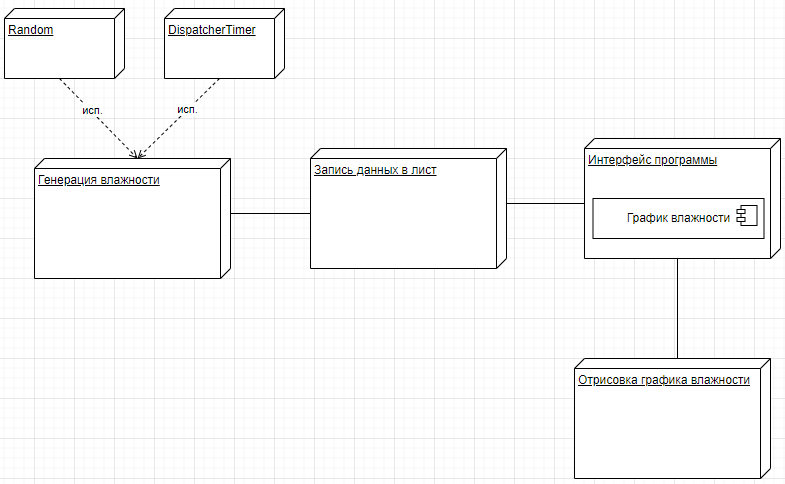 Random
DispatcherTimer
исп.
исп.
Генерация влажности
Запись данных в лист
Интерфейс программы
График влажности
Отрисовка графика влажности